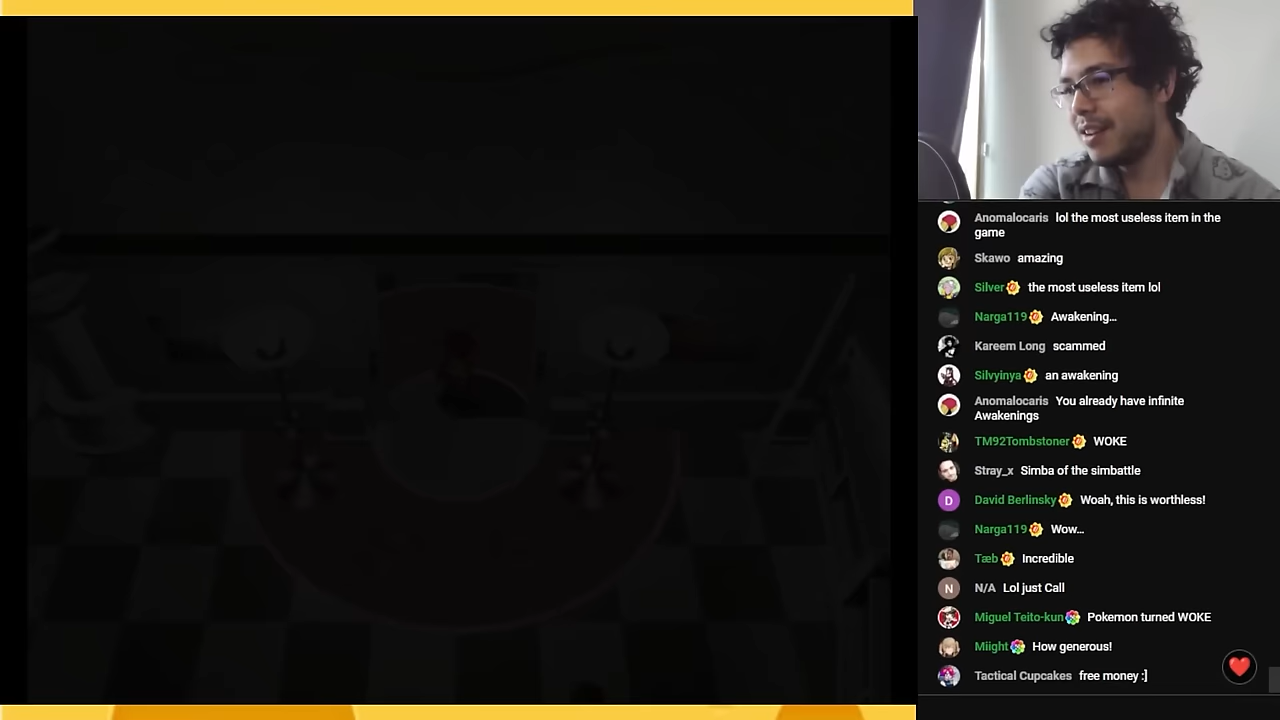 Anomalocaris lol the most useless item in the
game
Skawo amazing
Silver the most useless item lol
Narga119 Awakening...
Kareem Long scammed
Silvyinya an awakening
Anomalocaris You already have infinite
Awakenings
TM92Tombstoner WOKE
Stray_x Simba of the simbattle
D David Berlinsky Woah, this is worthless!
Narga119 Wow...
Tæb Incredible
N N/A Lol just Call
Miguel Teito-kun Pokemon turned WOKE
Miight How generous!
Tactical Cupcakes free money :]